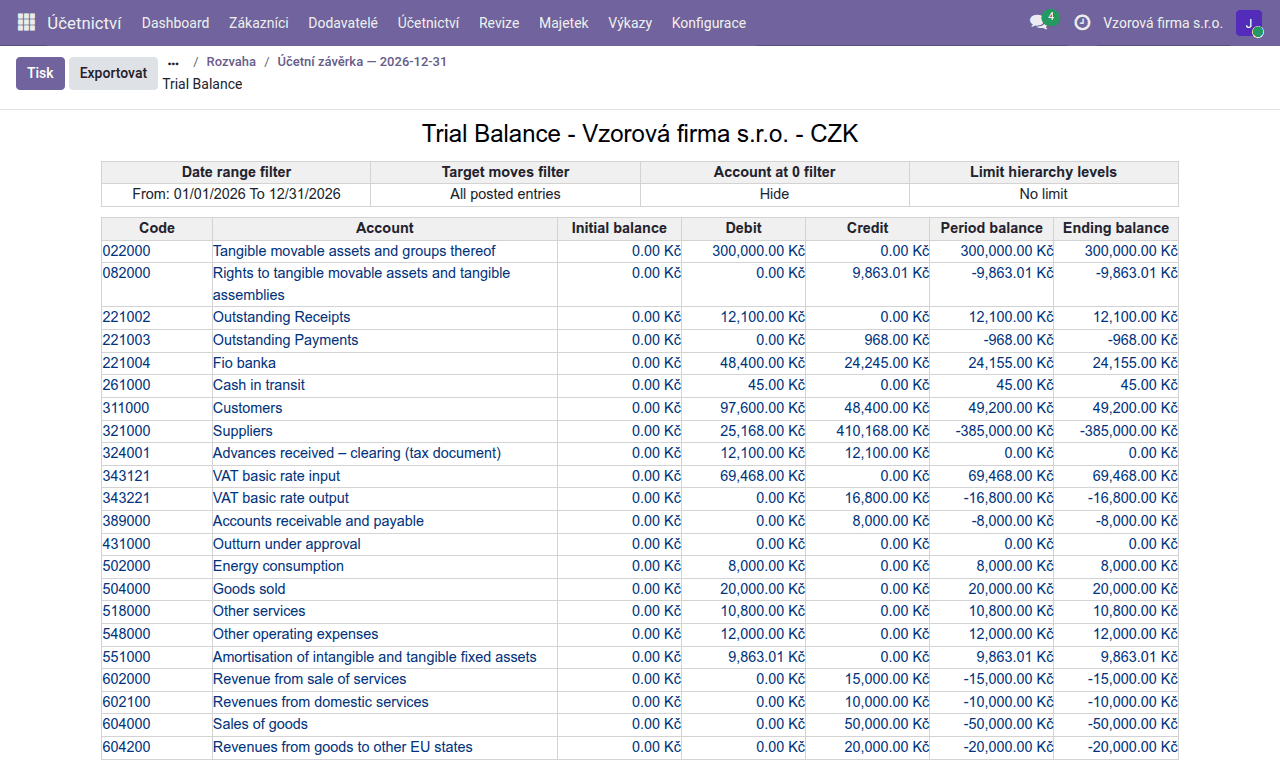 Účetnictví Dashboard Zákazníci Dodavatelé Účetnictví Revize Majetek Výkazy Konfigurace 4 Vzorová firma s.r.o. J
Tisk Exportovat ... / Rozvaha / Účetní závěrka — 2026-12-31
Trial Balance
Trial Balance - Vzorová firma s.r.o. - CZK
Date range filter Target moves filter Account at 0 filter Limit hierarchy levels
From: 01/01/2026 To 12/31/2026 All posted entries Hide No limit
Code Account Initial balance Debit Credit Period balance Ending balance
022000 Tangible movable assets and groups thereof 0.00 Kč 300,000.00 Kč 0.00 Kč 300,000.00 Kč 300,000.00 Kč
082000 Rights to tangible movable assets and tangible 0.00 Kč 0.00 Kč 9,863.01 Kč -9,863.01 Kč -9,863.01 Kč
assemblies
221002 Outstanding Receipts 0.00 Kč 12,100.00 Kč 0.00 Kč 12,100.00 Kč 12,100.00 Kč
221003 Outstanding Payments 0.00 Kč 0.00 Kč 968.00 Kč -968.00 Kč -968.00 Kč
221004 Fio banka 0.00 Kč 48,400.00 Kč 24,245.00 Kč 24,155.00 Kč 24,155.00 Kč
261000 Cash in transit 0.00 Kč 45.00 Kč 0.00 Kč 45.00 Kč 45.00 Kč
311000 Customers 0.00 Kč 97,600.00 Kč 48,400.00 Kč 49,200.00 Kč 49,200.00 Kč
321000 Suppliers 0.00 Kč 25,168.00 Kč 410,168.00 Kč -385,000.00 Kč -385,000.00 Kč
324001 Advances received – clearing (tax document) 0.00 Kč 12,100.00 Kč 12,100.00 Kč 0.00 Kč 0.00 Kč
343121 VAT basic rate input 0.00 Kč 69,468.00 Kč 0.00 Kč 69,468.00 Kč 69,468.00 Kč
343221 VAT basic rate output 0.00 Kč 0.00 Kč 16,800.00 Kč -16,800.00 Kč -16,800.00 Kč
389000 Accounts receivable and payable 0.00 Kč 0.00 Kč 8,000.00 Kč -8,000.00 Kč -8,000.00 Kč
431000 Outturn under approval 0.00 Kč 0.00 Kč 0.00 Kč 0.00 Kč 0.00 Kč
502000 Energy consumption 0.00 Kč 8,000.00 Kč 0.00 Kč 8,000.00 Kč 8,000.00 Kč
504000 Goods sold 0.00 Kč 20,000.00 Kč 0.00 Kč 20,000.00 Kč 20,000.00 Kč
518000 Other services 0.00 Kč 10,800.00 Kč 0.00 Kč 10,800.00 Kč 10,800.00 Kč
548000 Other operating expenses 0.00 Kč 12,000.00 Kč 0.00 Kč 12,000.00 Kč 12,000.00 Kč
551000 Amortisation of intangible and tangible fixed assets 0.00 Kč 9,863.01 Kč 0.00 Kč 9,863.01 Kč 9,863.01 Kč
602000 Revenue from sale of services 0.00 Kč 0.00 Kč 15,000.00 Kč -15,000.00 Kč -15,000.00 Kč
602100 Revenues from domestic services 0.00 Kč 0.00 Kč 10,000.00 Kč -10,000.00 Kč -10,000.00 Kč
604000 Sales of goods 0.00 Kč 0.00 Kč 50,000.00 Kč -50,000.00 Kč -50,000.00 Kč
604200 Revenues from goods to other EU states 0.00 Kč 0.00 Kč 20,000.00 Kč -20,000.00 Kč -20,000.00 Kč